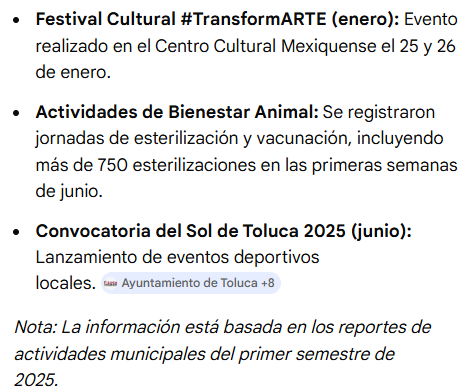 • Festival Cultural #TransformARTE (enero): Evento
realizado en el Centro Cultural Mexiquense el 25 y 26
de enero.
• Actividades de Bienestar Animal: Se registraron
jornadas de esterilización y vacunación, incluyendo
más de 750 esterilizaciones en las primeras semanas
de junio.
• Convocatoria del Sol de Toluca 2025 (junio):
Lanzamiento de eventos deportivos
locales. Ayuntamiento de Toluca +8
Nota: La información está basada en los reportes de
actividades municipales del primer semestre de
2025.